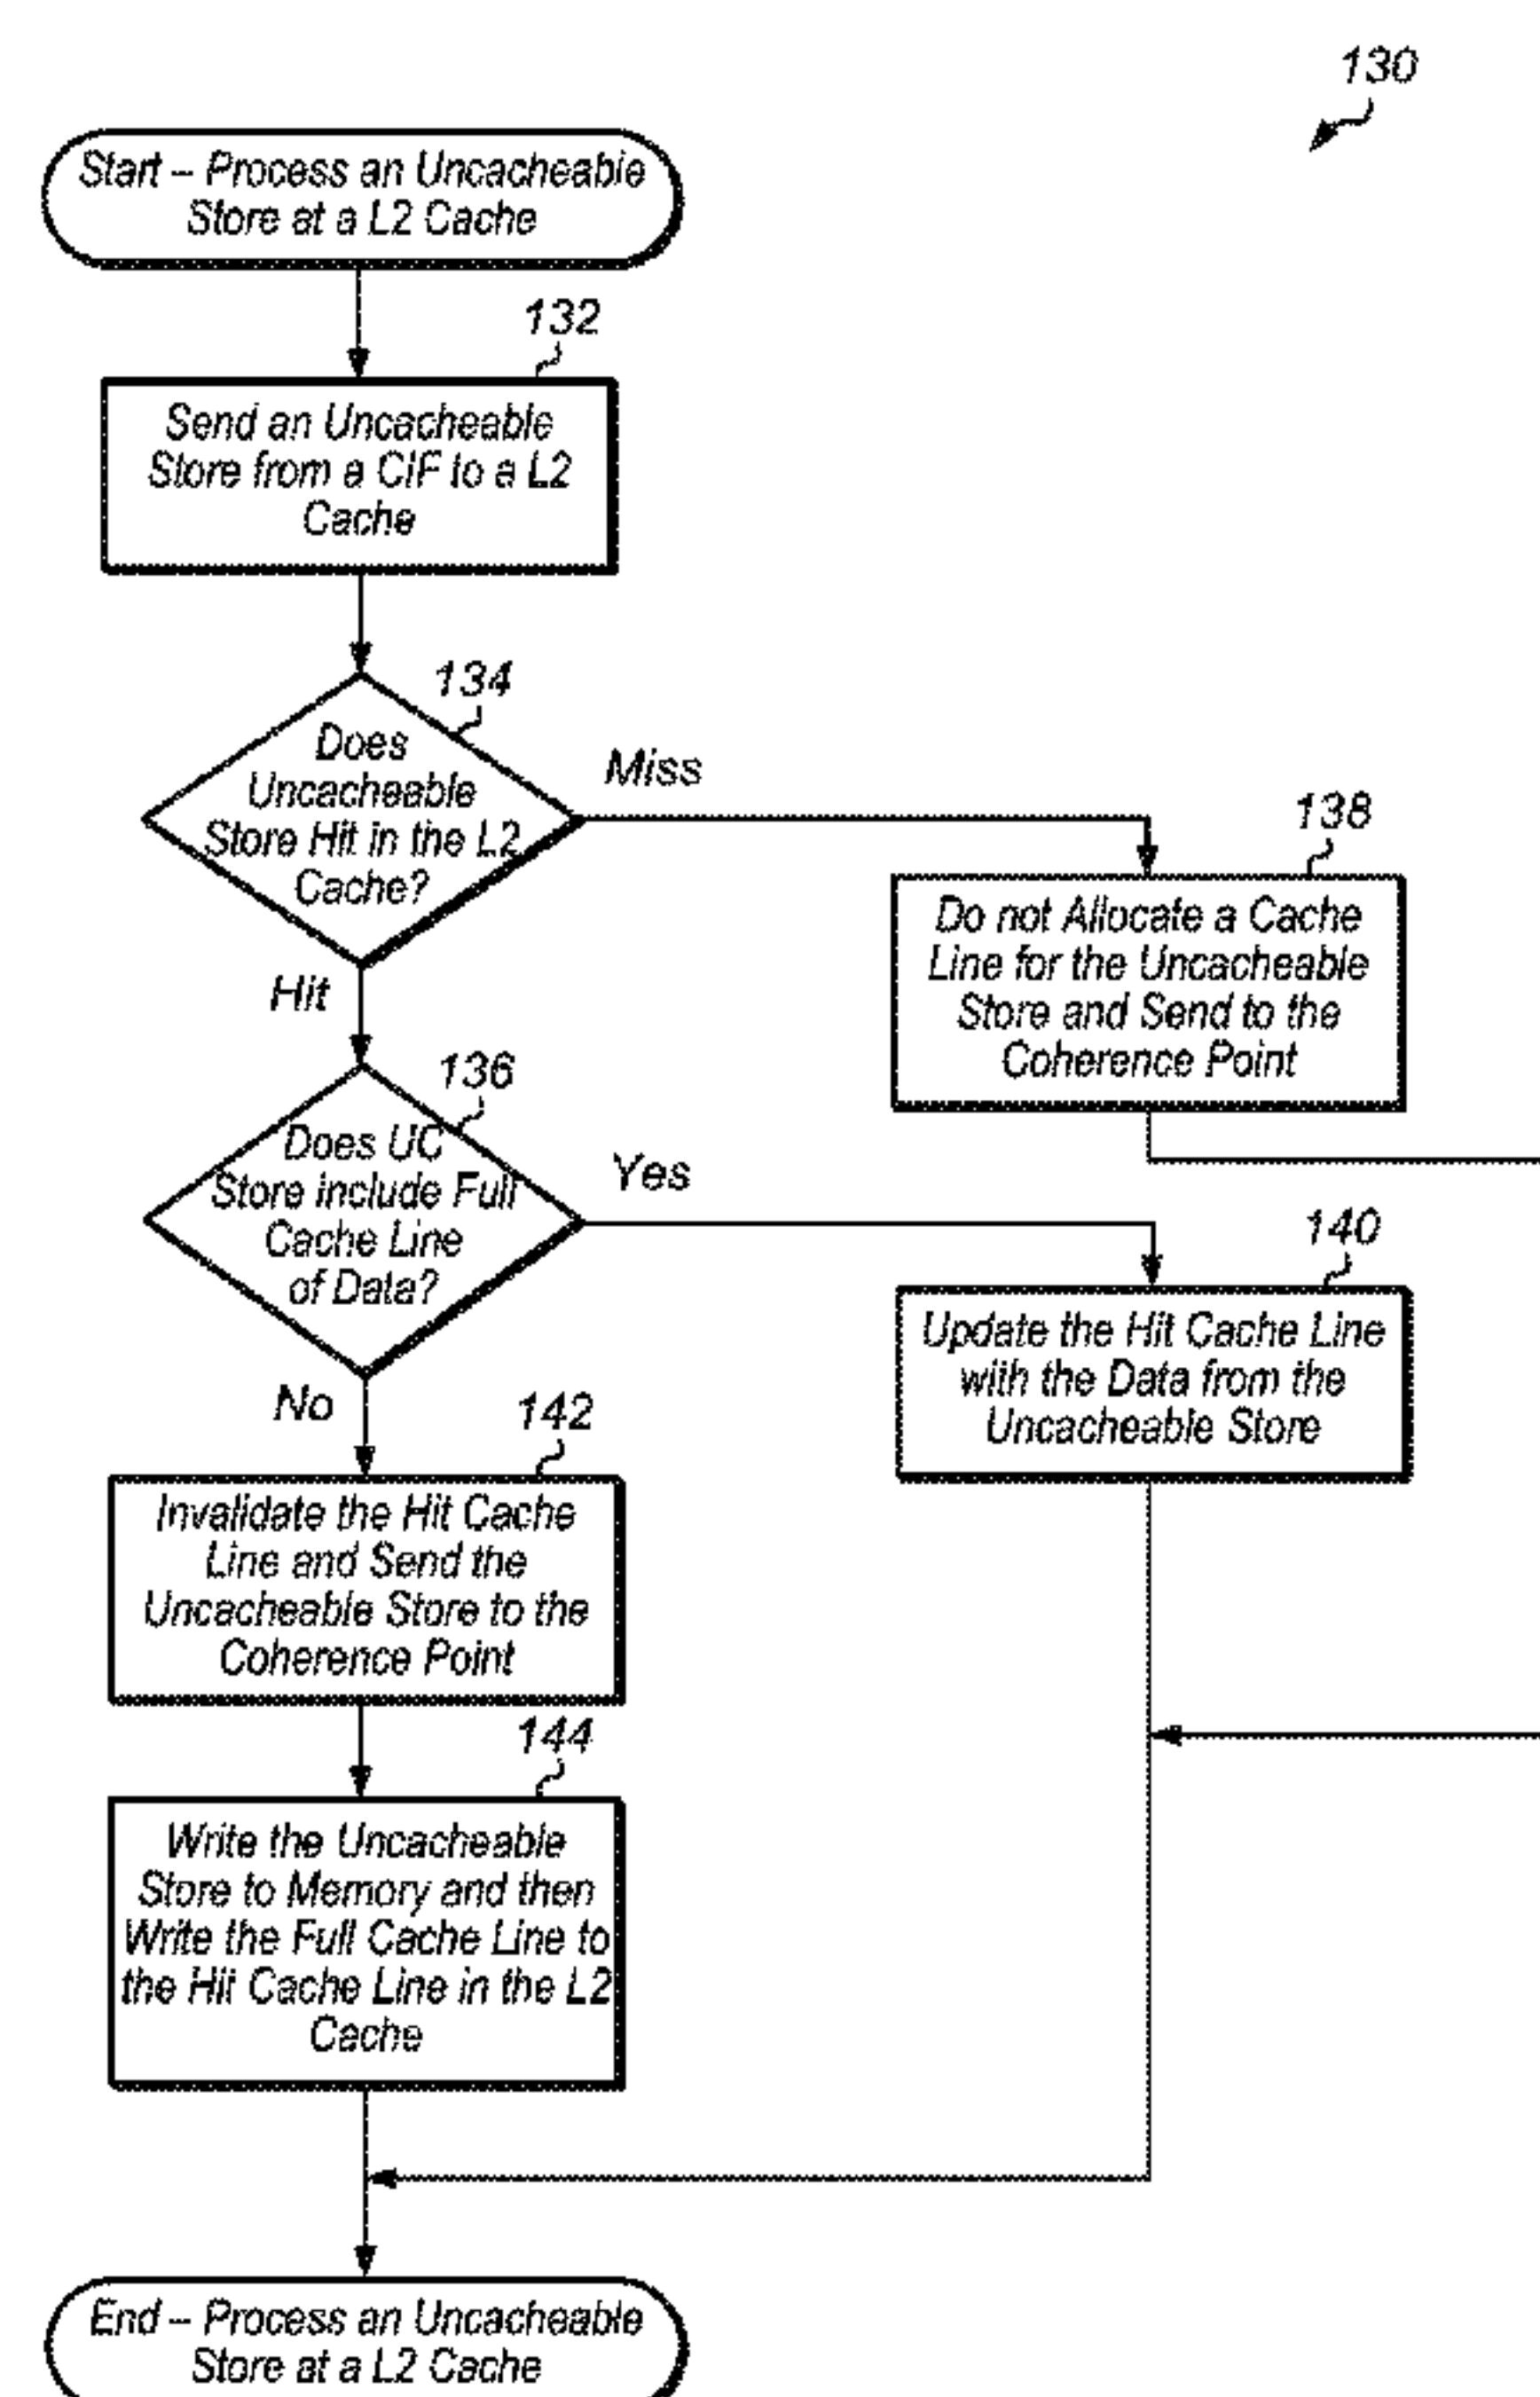 130
Start – Process an Uncacheable
Store at a L2 Cache
132
Send an Uncacheable
Store from a CIF to a L2
Cache
134
Does
Uncacheable
Store Hit in the L2
Cache?
Miss
Hit
138
Do not Allocate a Cache
Line for the Uncacheable
Store and Send to the
Coherence Point
136
Does UC
Store include Full
Cache Line
of Data?
Yes
No
140
Update the Hit Cache Line
with the Data from the
Uncacheable Store
142
Invalidate the Hit Cache
Line and Send the
Uncacheable Store to the
Coherence Point
144
Write the Uncacheable
Store to Memory and then
Write the Full Cache Line to
the Hit Cache Line in the L2
Cache
End – Process an Uncacheable
Store at a L2 Cache